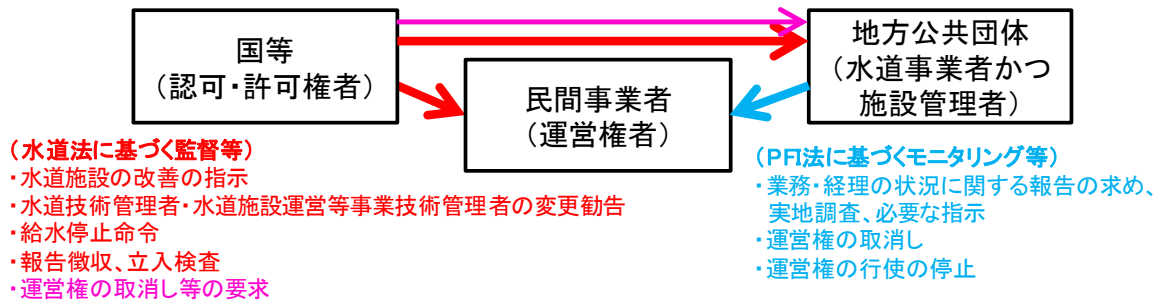 国等
（認可・許可権者）
民間事業者
（運営権者）
地方公共団体
（水道事業者かつ
施設管理者）
（水道法に基づく監督等）
・水道施設の改善の指示
・水道技術管理者・水道施設運営等事業技術管理者の変更勧告
・給水停止命令
・報告徴収、立入検査
・運営権の取消し等の要求
（PFI法に基づくモニタリング等）
・業務・経理の状況に関する報告の求め、
実地調査、必要な指示
・運営権の取消し
・運営権の行使の停止